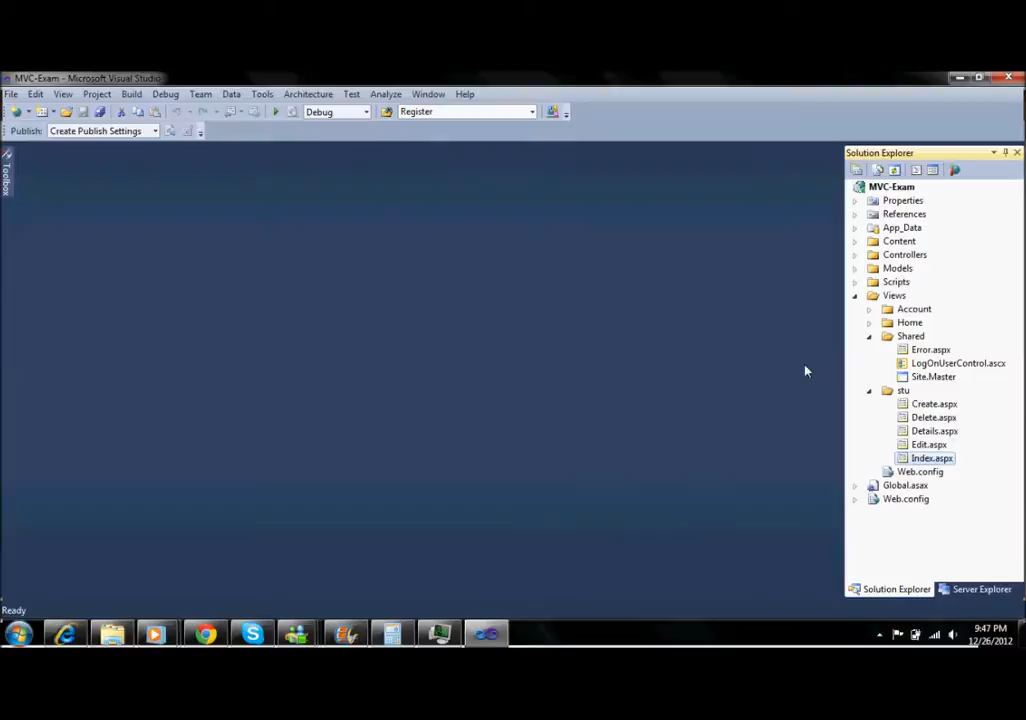 MVC-Exam - Microsoft Visual Studio
File Edit View Project Build Debug Team Data Tools Architecture Test Analyze Window Help
Debug Register
Publish: Create Publish Settings
Toolbox
Solution Explorer
MVC-Exam
Properties
References
App_Data
Content
Controllers
Models
Scripts
Views
Account
Home
Shared
Error.aspx
LogOnUserControl.ascx
Site.Master
stu
Create.aspx
Delete.aspx
Details.aspx
Edit.aspx
Index.aspx
Web.config
Global.asax
Web.config
Solution Explorer Server Explorer
Ready
9:47 PM
12/26/2012